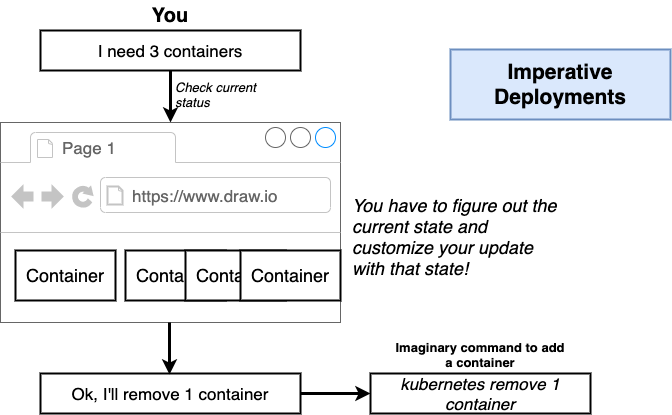 You
I need 3 containers
Check current
status
Imperative
Deployments
Page 1
https://www.draw.io
You have to figure out the
current state and
customize your update
with that state!
Container
Conta
Conta
Container
Imaginary command to add
a container
Ok, I'll remove 1 container
kubernetes remove 1
container